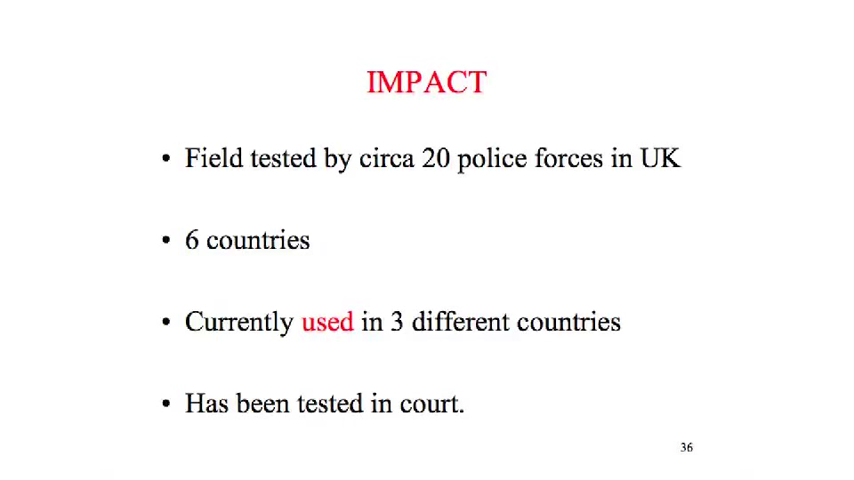 IMPACT
• Field tested by circa 20 police forces in UK
• 6 countries
• Currently used in 3 different countries
• Has been tested in court.
36